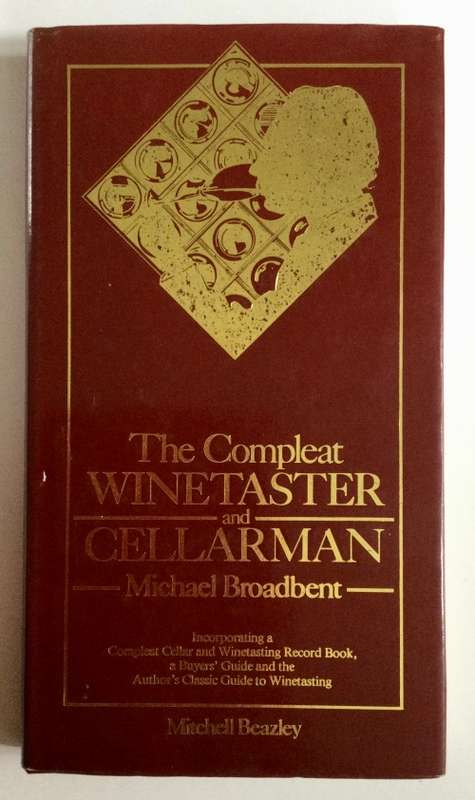 The Compleat
WINETASTER
and
CELLARMAN
Michael Broadbent
Incorporating a
Compleat Cellar and Winetasting Record Book,
a Buyers' Guide and the
Author's Classic Guide to Winetasting
Mitchell Beazley